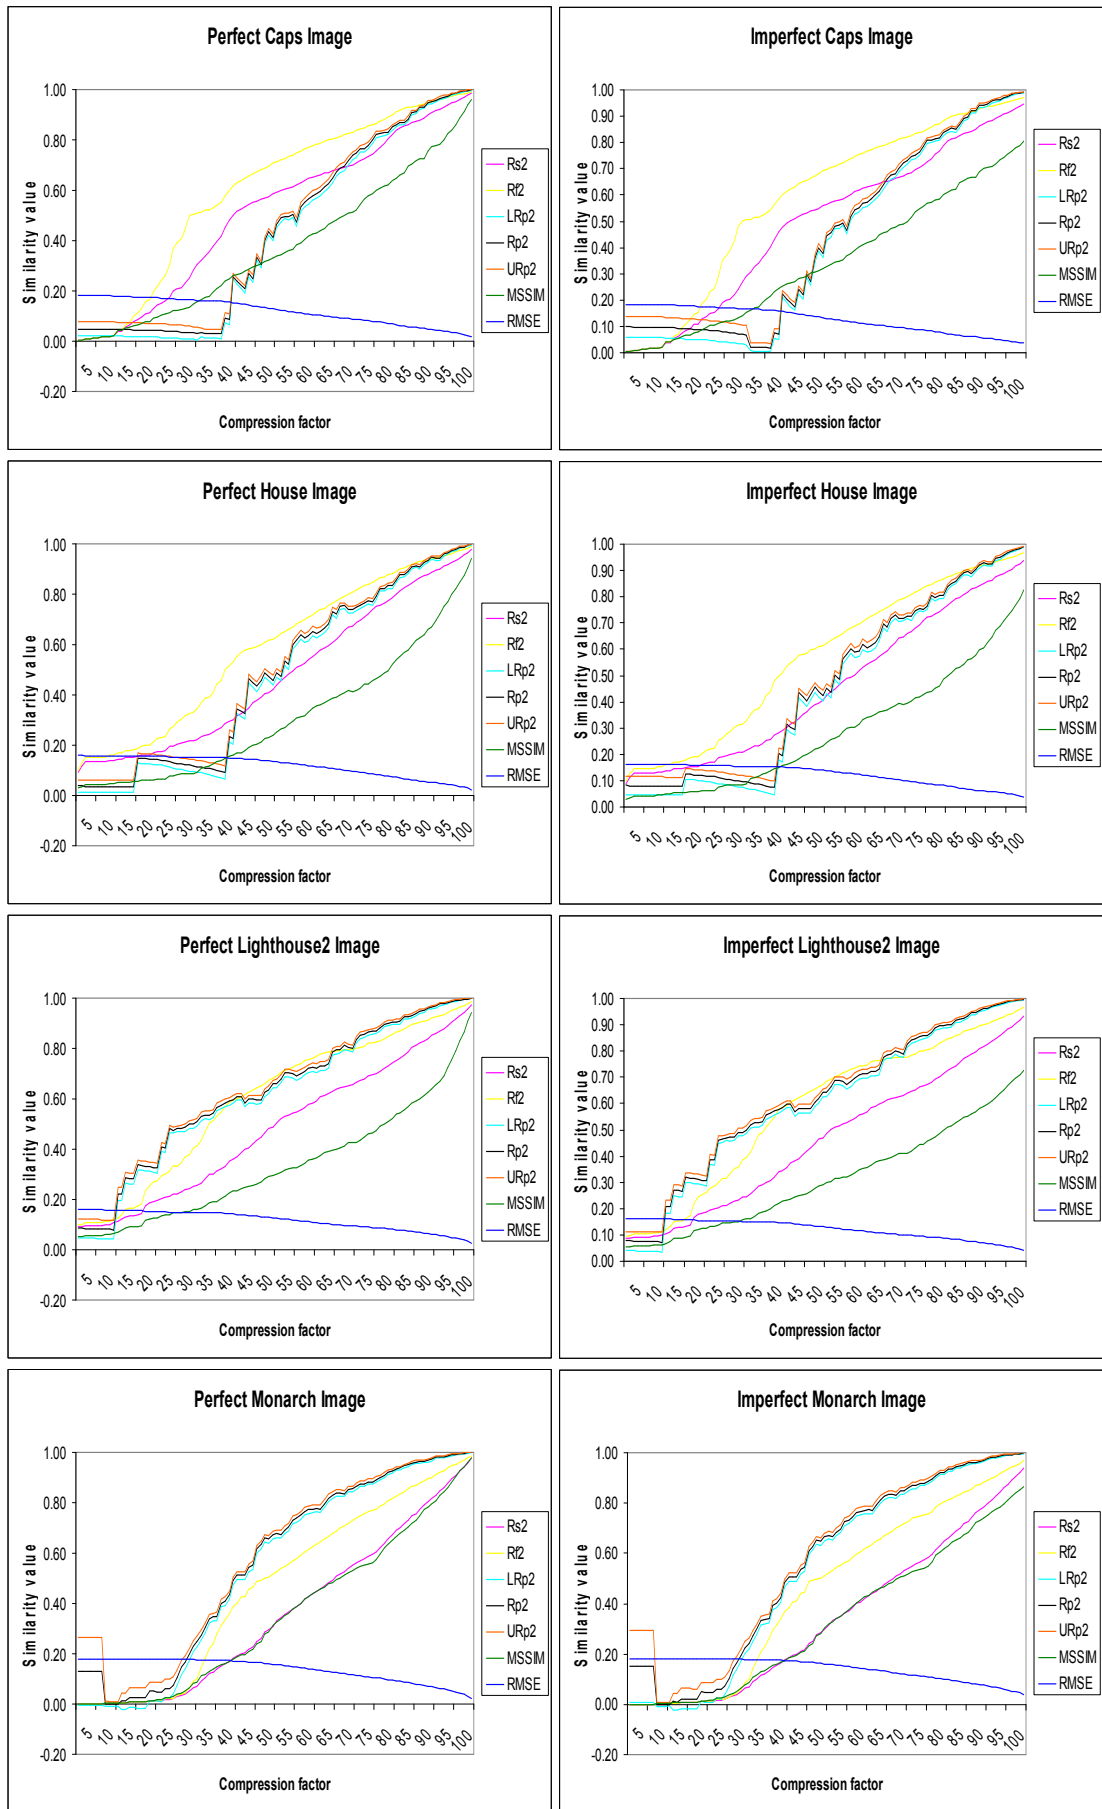 Perfect Caps Image
1.00
0.80
0.60
0.40
0.20
0.00
-0.20
Similarity value
5 10 15 20 25 30 35 40 45 50 55 60 65 70 75 80 85 90 95 100
Compression factor
Rs2
Rf2
LRp2
Rp2
URp2
MSSIM
RMSE
Imperfect Caps Image
1.00
0.90
0.80
0.70
0.60
0.50
0.40
0.30
0.20
0.10
0.00
Similarity value
5 10 15 20 25 30 35 40 45 50 55 60 65 70 75 80 85 90 95 100
Compression factor
Rs2
Rf2
LRp2
Rp2
URp2
MSSIM
RMSE
Perfect House Image
1.00
0.80
0.60
0.40
0.20
0.00
-0.20
Similarity value
5 10 15 20 25 30 35 40 45 50 55 60 65 70 75 80 85 90 95 100
Compression factor
Rs2
Rf2
LRp2
Rp2
URp2
MSSIM
RMSE
Imperfect House Image
1.00
0.90
0.80
0.70
0.60
0.50
0.40
0.30
0.20
0.10
0.00
Similarity value
5 10 15 20 25 30 35 40 45 50 55 60 65 70 75 80 85 90 95 100
Compression factor
Rs2
Rf2
LRp2
Rp2
URp2
MSSIM
RMSE
Perfect Lighthouse2 Image
1.00
0.80
0.60
0.40
0.20
0.00
-0.20
Similarity value
5 10 15 20 25 30 35 40 45 50 55 60 65 70 75 80 85 90 95 100
Compression factor
Rs2
Rf2
LRp2
Rp2
URp2
MSSIM
RMSE
Imperfect Lighthouse2 Image
1.00
0.90
0.80
0.70
0.60
0.50
0.40
0.30
0.20
0.10
0.00
Similarity value
5 10 15 20 25 30 35 40 45 50 55 60 65 70 75 80 85 90 95 100
Compression factor
Rs2
Rf2
LRp2
Rp2
URp2
MSSIM
RMSE
Perfect Monarch Image
1.00
0.80
0.60
0.40
0.20
0.00
-0.20
Similarity value
5 10 15 20 25 30 35 40 45 50 55 60 65 70 75 80 85 90 95 100
Compression factor
Rs2
Rf2
LRp2
Rp2
URp2
MSSIM
RMSE
Imperfect Monarch Image
1.00
0.80
0.60
0.40
0.20
0.00
-0.20
Similarity value
5 10 15 20 25 30 35 40 45 50 55 60 65 70 75 80 85 90 95 100
Compression factor
Rs2
Rf2
LRp2
Rp2
URp2
MSSIM
RMSE